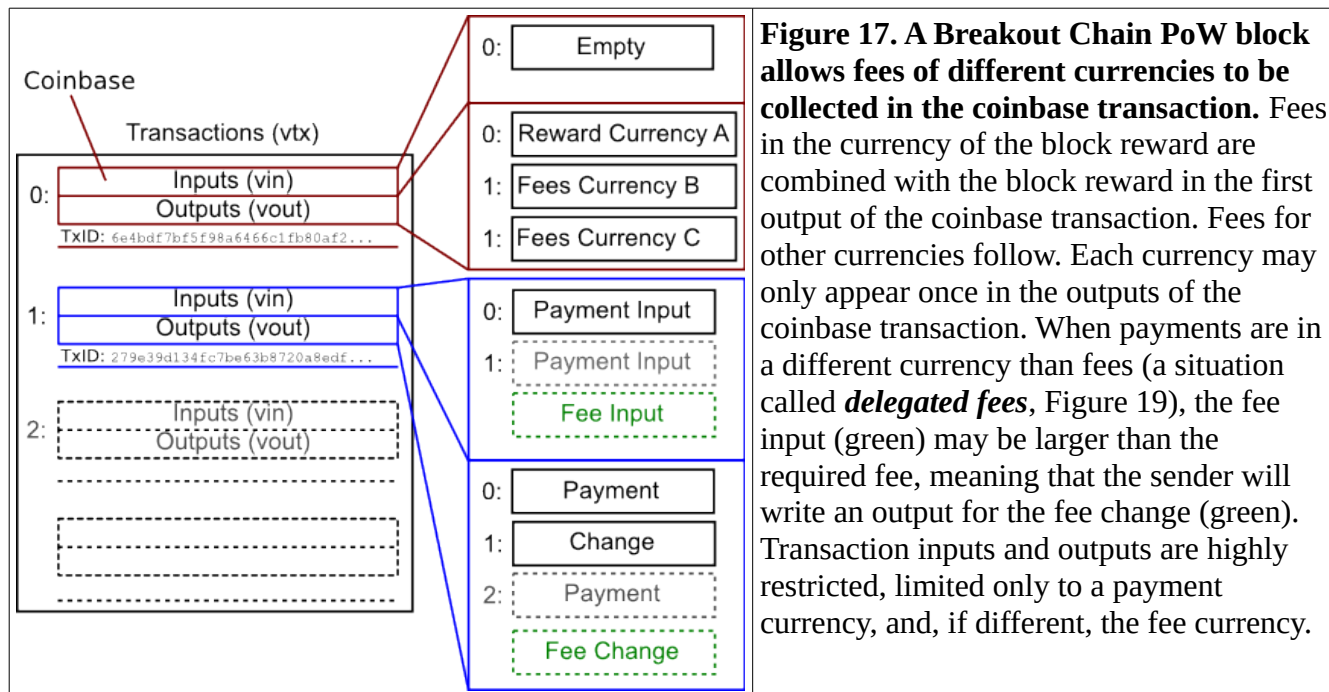 Coinbase
Transactions (vtx)
0:
Inputs (vin)
Outputs (vout)
TxID: 6e4bdf7bf5f98a6466c1fb80af2...
1:
Inputs (vin)
Outputs (vout)
TxID: 279e39d134fc7be63b8720a8edf...
2:
Inputs (vin)
Outputs (vout)
0: Empty
0: Reward Currency A
1: Fees Currency B
1: Fees Currency C
0: Payment Input
1: Payment Input
Fee Input
0: Payment
1: Change
2: Payment
Fee Change
Figure 17. A Breakout Chain PoW block
allows fees of different currencies to be
collected in the coinbase transaction. Fees
in the currency of the block reward are
combined with the block reward in the first
output of the coinbase transaction. Fees for
other currencies follow. Each currency may
only appear once in the outputs of the
coinbase transaction. When payments are in
a different currency than fees (a situation
called delegated fees, Figure 19), the fee
input (green) may be larger than the
required fee, meaning that the sender will
write an output for the fee change (green).
Transaction inputs and outputs are highly
restricted, limited only to a payment
currency, and, if different, the fee currency.